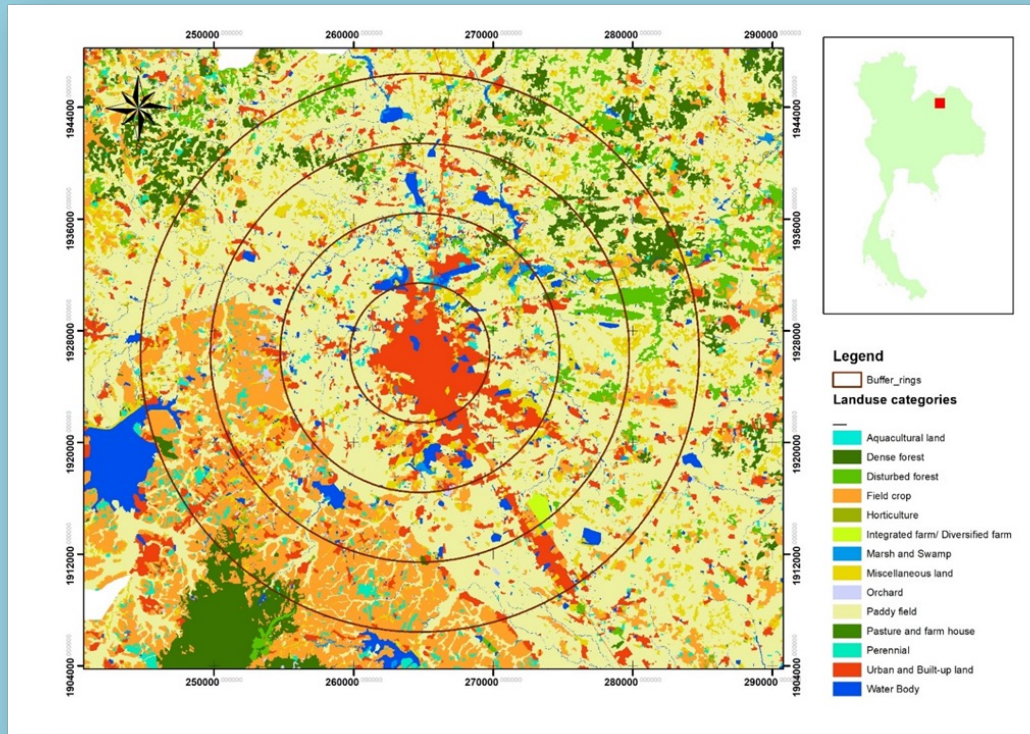 250000 260000 270000 280000 290000
1944000
1936000
1928000
1920000
1912000
1904000
1944000
1936000
1928000
1920000
1912000
1904000
250000 260000 270000 280000 290000
Legend
Buffer_rings
Landuse categories
Aquacultural land
Dense forest
Disturbed forest
Field crop
Horticulture
Integrated farm/ Diversified farm
Marsh and Swamp
Miscellaneous land
Orchard
Paddy field
Pasture and farm house
Perennial
Urban and Built-up land
Water Body